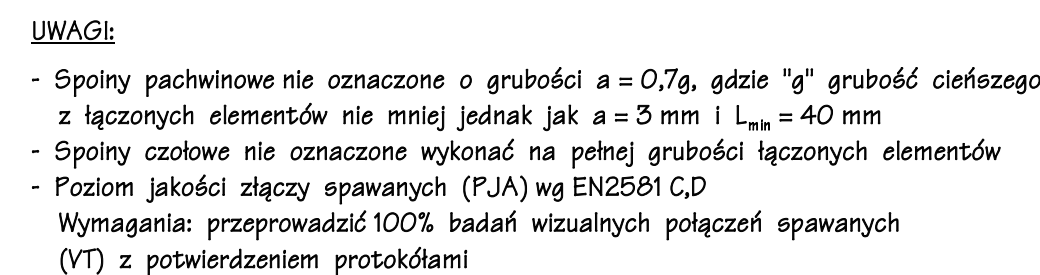 UWAGI:
- Spoiny pachwinowe nie oznaczone o grubości a = 0,7g, gdzie "g" grubość cieńszego
z łączonych elementów nie mniej jednak jak a = 3 mm i Lmin = 40 mm
- Spoiny czołowe nie oznaczone wykonać na pełnej grubości łączonych elementów
- Poziom jakości złączy spawanych (PJA) wg EN2581 C,D
Wymagania: przeprowadzić 100% badań wizualnych połączeń spawanych
(VT) z potwierdzeniem protokółami